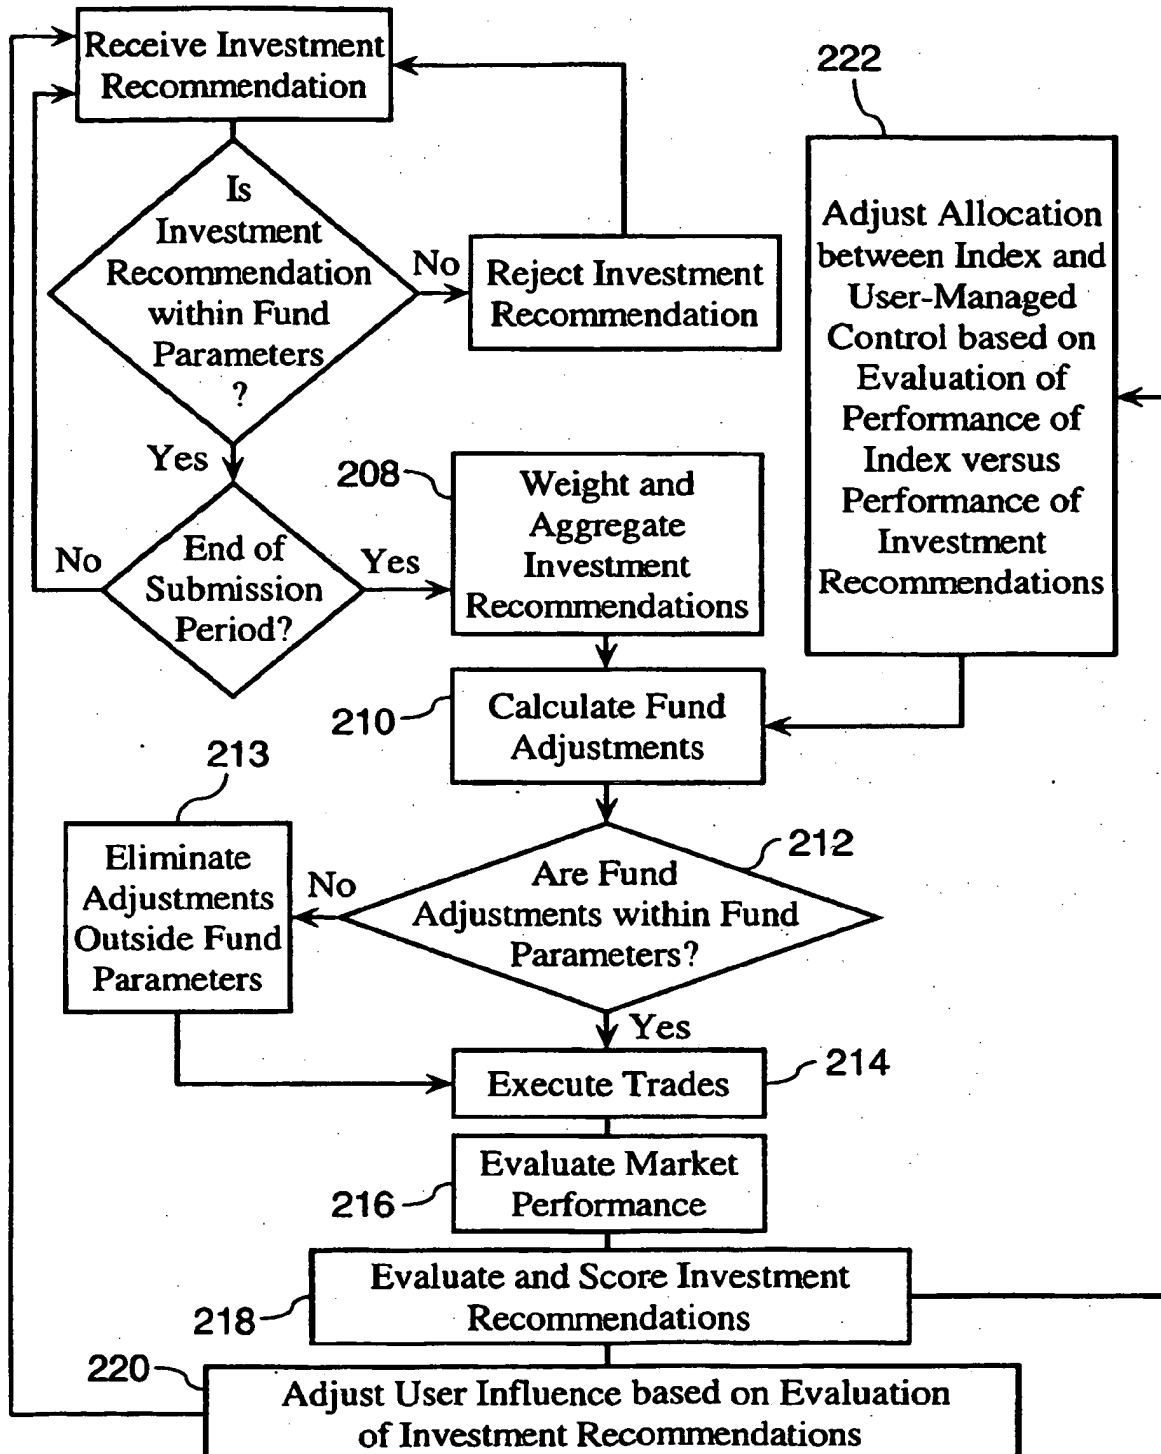 Receive Investment
Recommendation
222
Is
Investment
Recommendation
within Fund
Parameters
?
No
Reject Investment
Recommendation
Adjust Allocation
between Index and
User-Managed
Control based on
Evaluation of
Performance of
Index versus
Performance of
Investment
Recommendations
Yes
208
Weight and
Aggregate
Investment
Recommendations
No
End of
Submission
Period?
Yes
210
Calculate Fund
Adjustments
213
Eliminate
Adjustments
Outside Fund
Parameters
No
212
Are Fund
Adjustments within Fund
Parameters?
Yes
Execute Trades
214
Evaluate Market
Performance
216
Evaluate and Score Investment
Recommendations
218
220
Adjust User Influence based on Evaluation
of Investment Recommendations